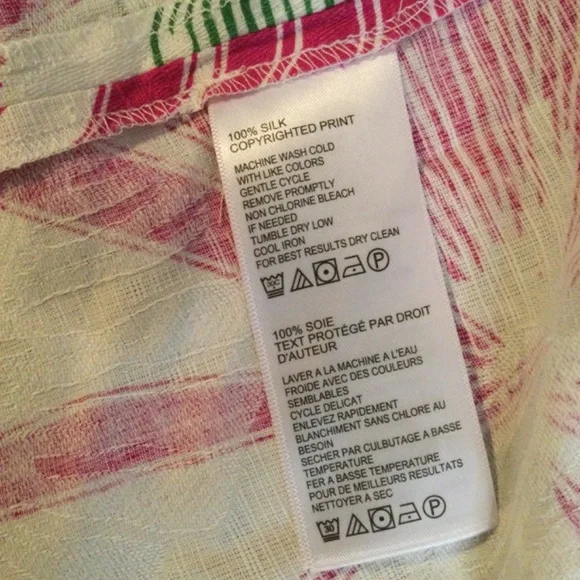 100% SILK
COPYRIGHTED PRINT
MACHINE WASH COLD
WITH LIKE COLORS
GENTLE CYCLE
REMOVE PROMPTLY
NON CHLORINE BLEACH
IF NEEDED
TUMBLE DRY LOW
COOL IRON
FOR BEST RESULTS DRY CLEAN
100% SOIE
TEXT PROTÉGÉ PAR DROIT
D'AUTEUR
LAVER A LA MACHINE A L'EAU
FROIDE AVEC DES COULEURS
SEMBLABLES
CYCLE DELICAT
ENLEVEZ RAPIDEMENT
BLANCHIMENT SANS CHLORE AU
BESOIN
SECHER PAR CULBUTAGE A BASSE
TEMPERATURE
FER A BASSE TEMPERATURE
POUR DE MEILLEURS RESULTATS
NETTOYER A SEC